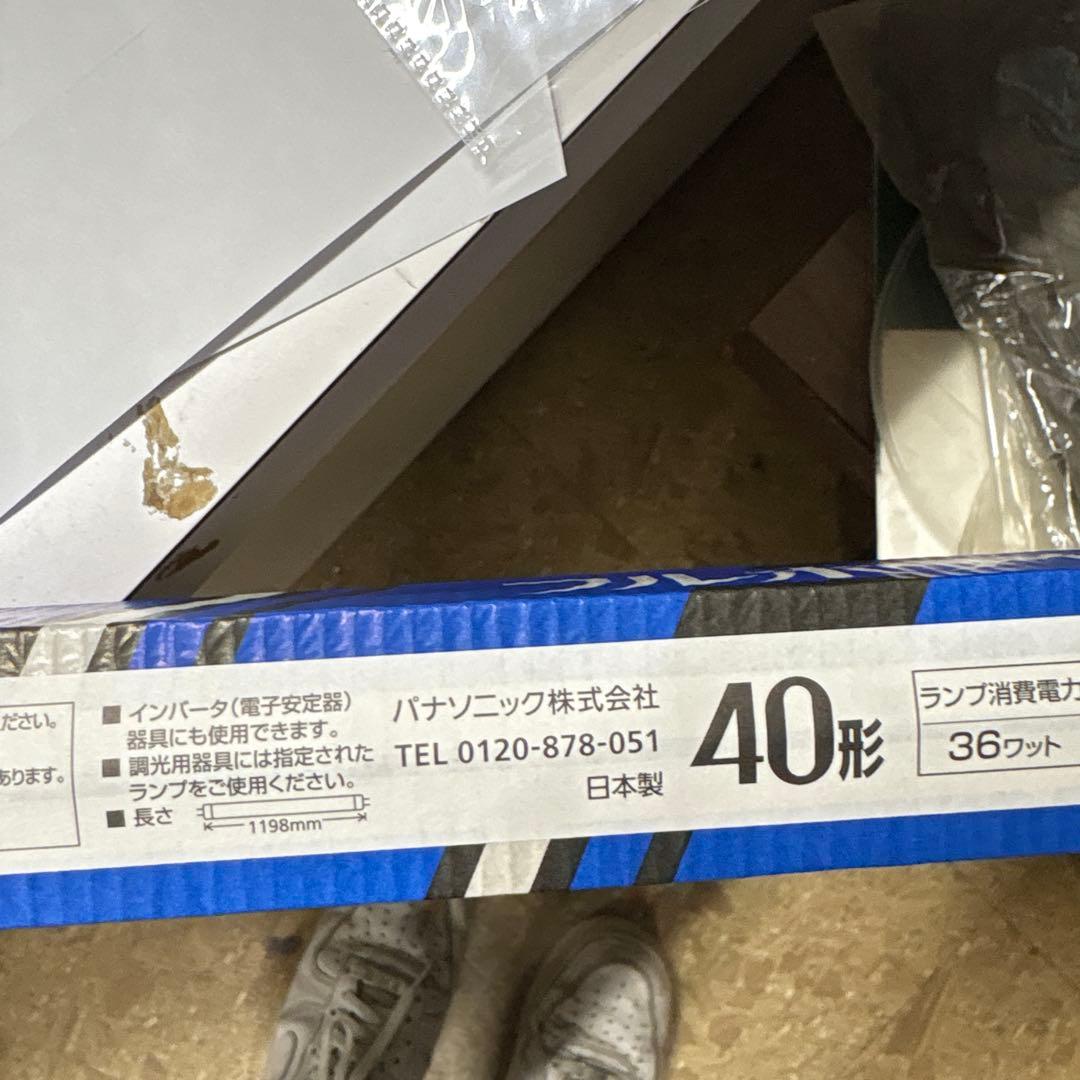 ださい。
あります。
■ インバータ(電子安定器)
器具にも使用できます。
■ 調光用器具には指定された
ランプをご使用ください。
■ 長さ
1198mm
パナソニック株式会社
TEL 0120-878-051
日本製
40形
ランプ消費電力
36ワット